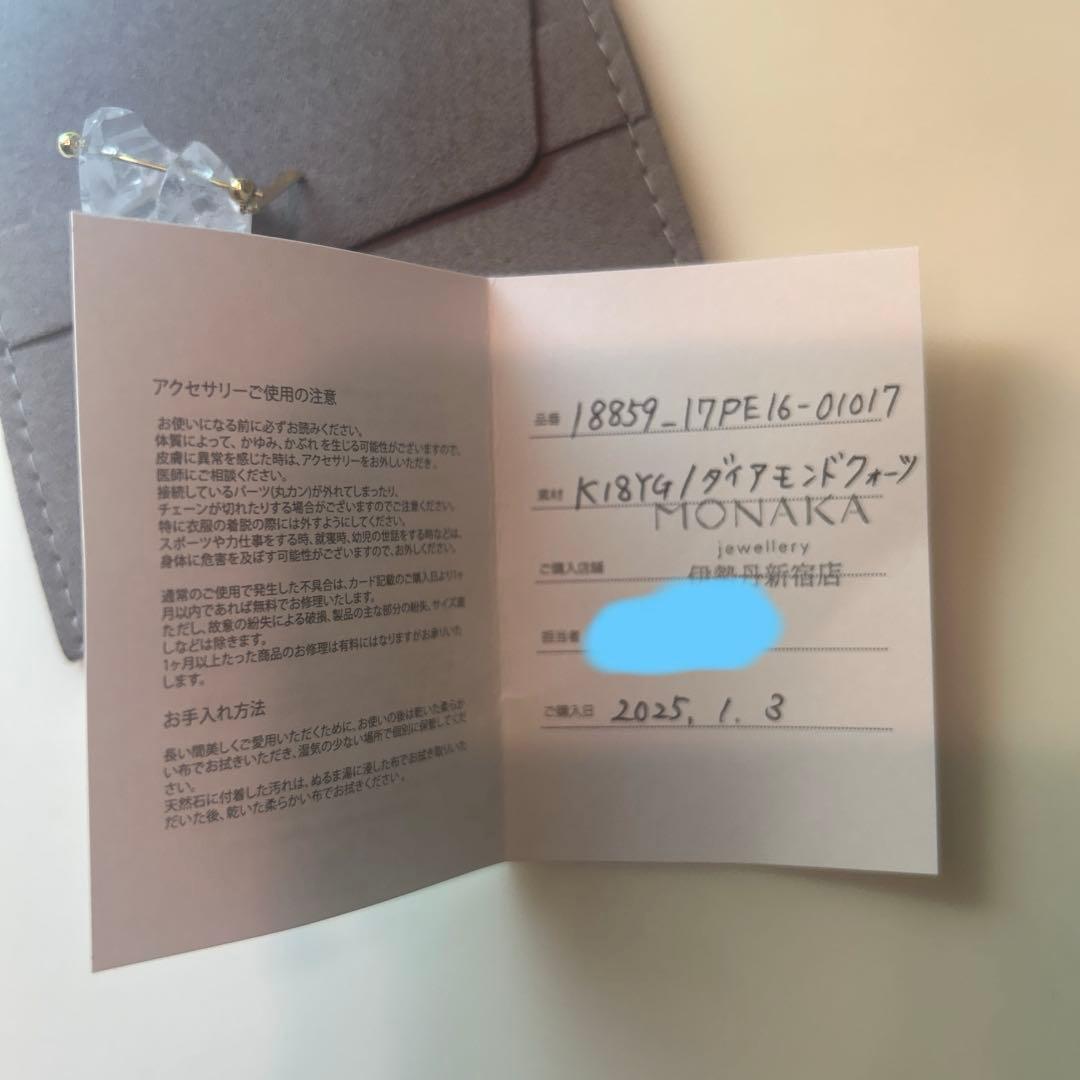 アクセサリーご使用の注意
お使いになる前に必ずお読みください。
体質によって、かゆみ、かぶれを生じる可能性がございますので、
皮膚に異常を感じた時は、アクセサリーをお外しいただき、
医師にご相談ください。
接続しているパーツ(丸カン)が外れてしまったり、
チェーンが切れたりする場合がございますのでご注意ください。
特に衣服の着脱の際には外すようにしてください。
スポーツや力仕事をする時、就寝時、幼児の世話をする時などは、
身体に危害を及ぼす可能性がございますので、お外しください。
通常のご使用で発生した不具合は、カード記載のご購入日より1ヶ
月以内であれば無料でお修理いたします。
ただし、故意の紛失による破損、製品の主な部分の紛失、サイズ直
しなどは除きます。
1ヶ月以上たった商品のお修理は有料にはなりますがお承りいた
します。
お手入れ方法
長い間美しくご愛用いただくために、お使いの後は乾いた柔らか
い布でお拭きいただき、湿気の少ない場所で個別に保管してくだ
さい。
天然石に付着した汚れは、ぬるま湯に浸した布でお拭き取りいた
だいた後、乾いた柔らかい布でお拭きください。
品番 18859_17PE16-01017
素材 K18YG/ダイアモンドクォーツ
MONAKA
jewellery
ご購入店舗 伊勢丹新宿店
担当者
ご購入日 2025.1.3